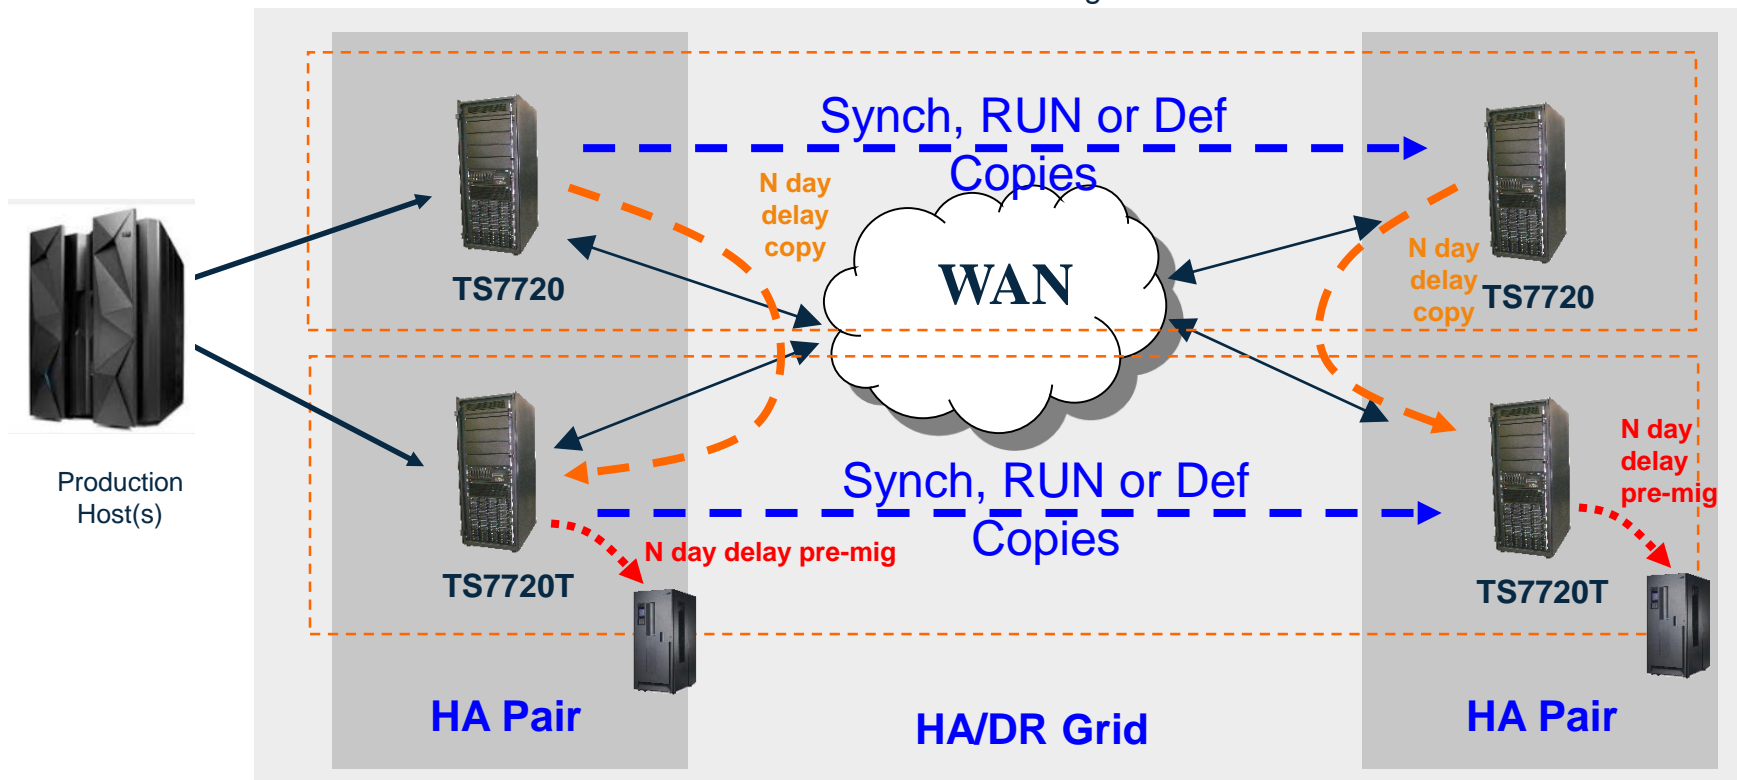 Synch, RUN or Def
Copies
N day
delay
copy
WAN
TS7720
N day
delay
copy
TS7720
Production
Host(s)
Synch, RUN or Def
Copies
N day
delay
pre-mig
N day delay pre-mig
TS7720T
TS7720T
HA Pair
HA/DR Grid
HA Pair